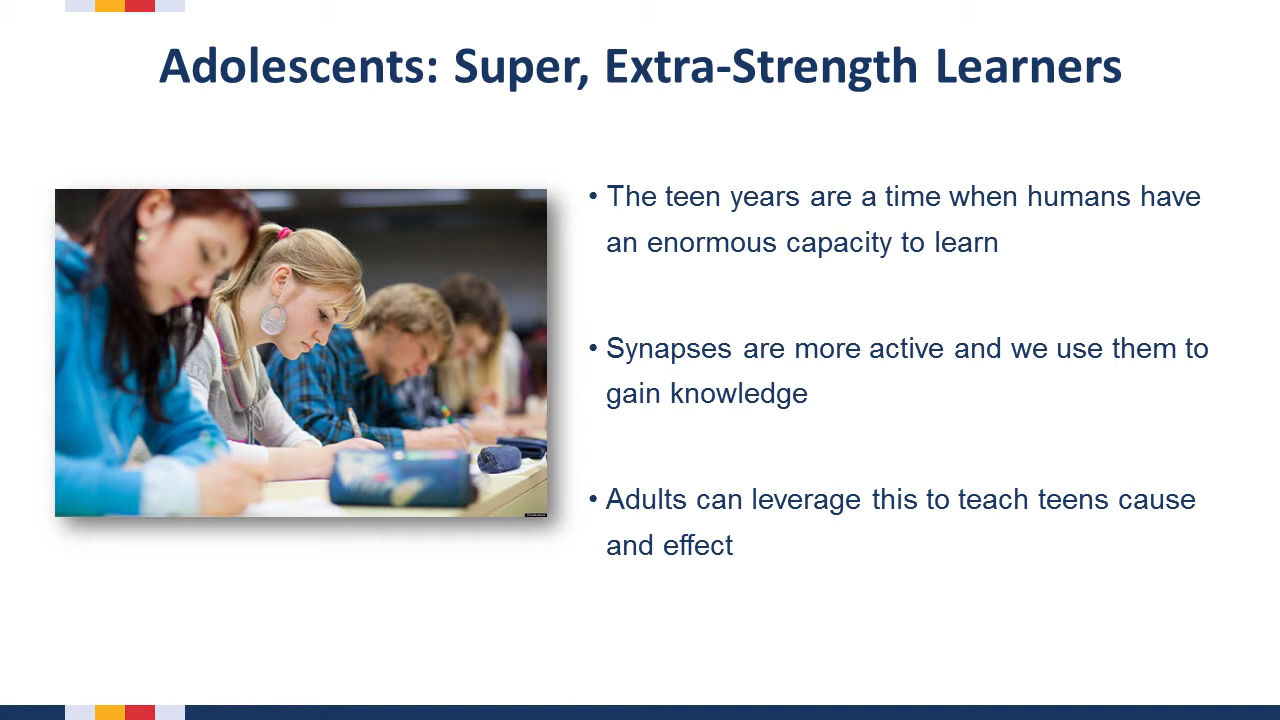 Adolescents: Super, Extra-Strength Learners
• The teen years are a time when humans have
an enormous capacity to learn
• Synapses are more active and we use them to
gain knowledge
• Adults can leverage this to teach teens cause
and effect